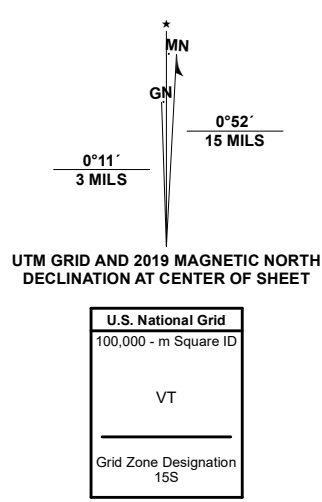 ★
MN
GN
0°52´
15 MILS
0°11´
3 MILS
UTM GRID AND 2019 MAGNETIC NORTH
DECLINATION AT CENTER OF SHEET
U.S. National Grid
100,000 - m Square ID
VT
Grid Zone Designation
15S